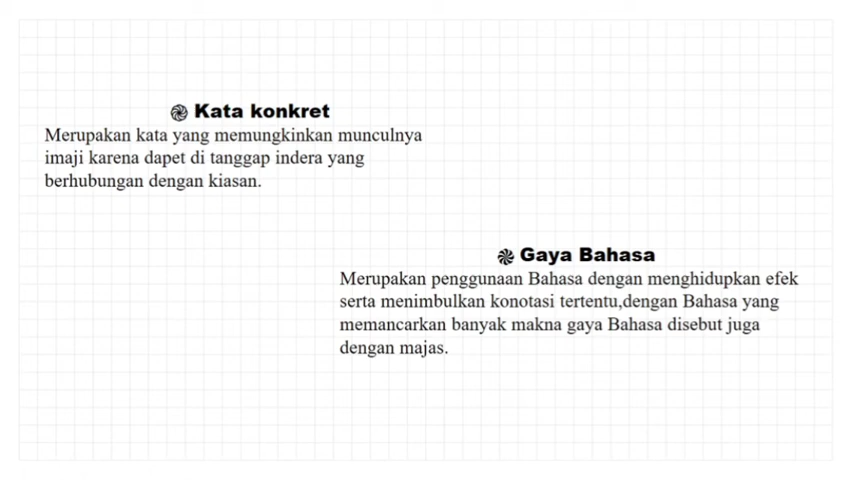 Kata konkret
Merupakan kata yang memungkinkan munculnya
imaji karena dapet di tanggap indera yang
berhubungan dengan kiasan.
Gaya Bahasa
Merupakan penggunaan Bahasa dengan menghidupkan efek
serta menimbulkan konotasi tertentu,dengan Bahasa yang
memancarkan banyak makna gaya Bahasa disebut juga
dengan majas.